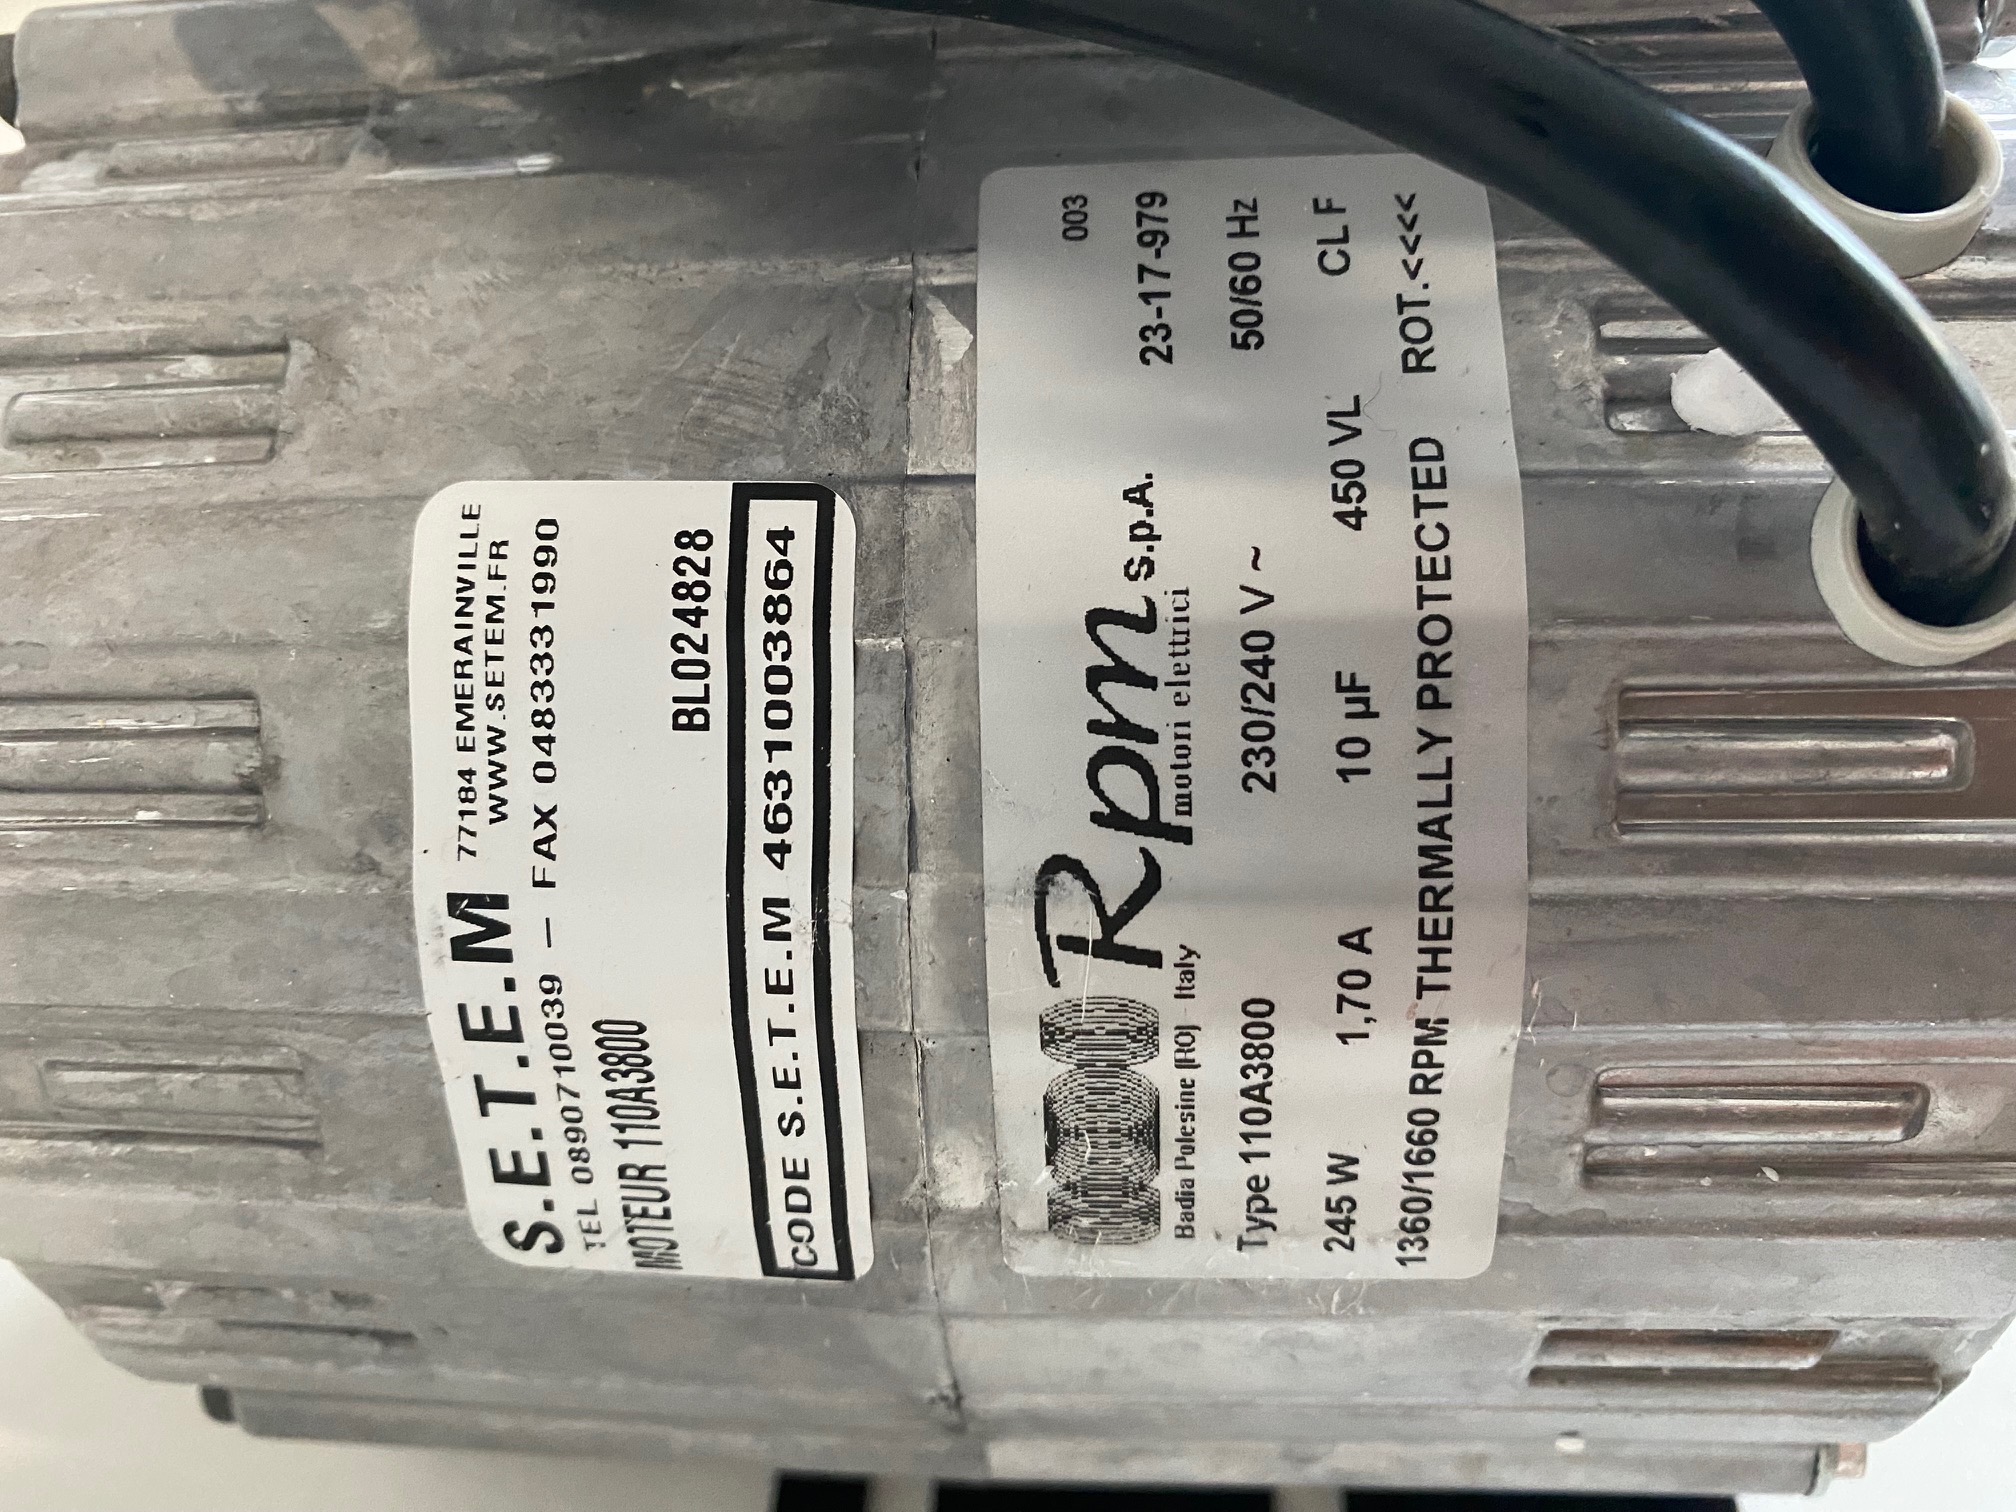 S.E.T.E.M 77184 EMERAINVILLE
WWW.SETEM.FR
TEL 0890710039 – FAX 0483331990
MOTEUR 110A3800
BL024828
CODE S.E.T.E.M 4631003864
003
Rpm S.p.A.
motori elettrici
Badia Polesine (RO) - Italy
23-17-979
Type 110A3800 230/240 V ~ 50/60 Hz
245 W 1,70 A 10 µF 450 VL CL F
1360/1660 RPM THERMALLY PROTECTED ROT.<<<<